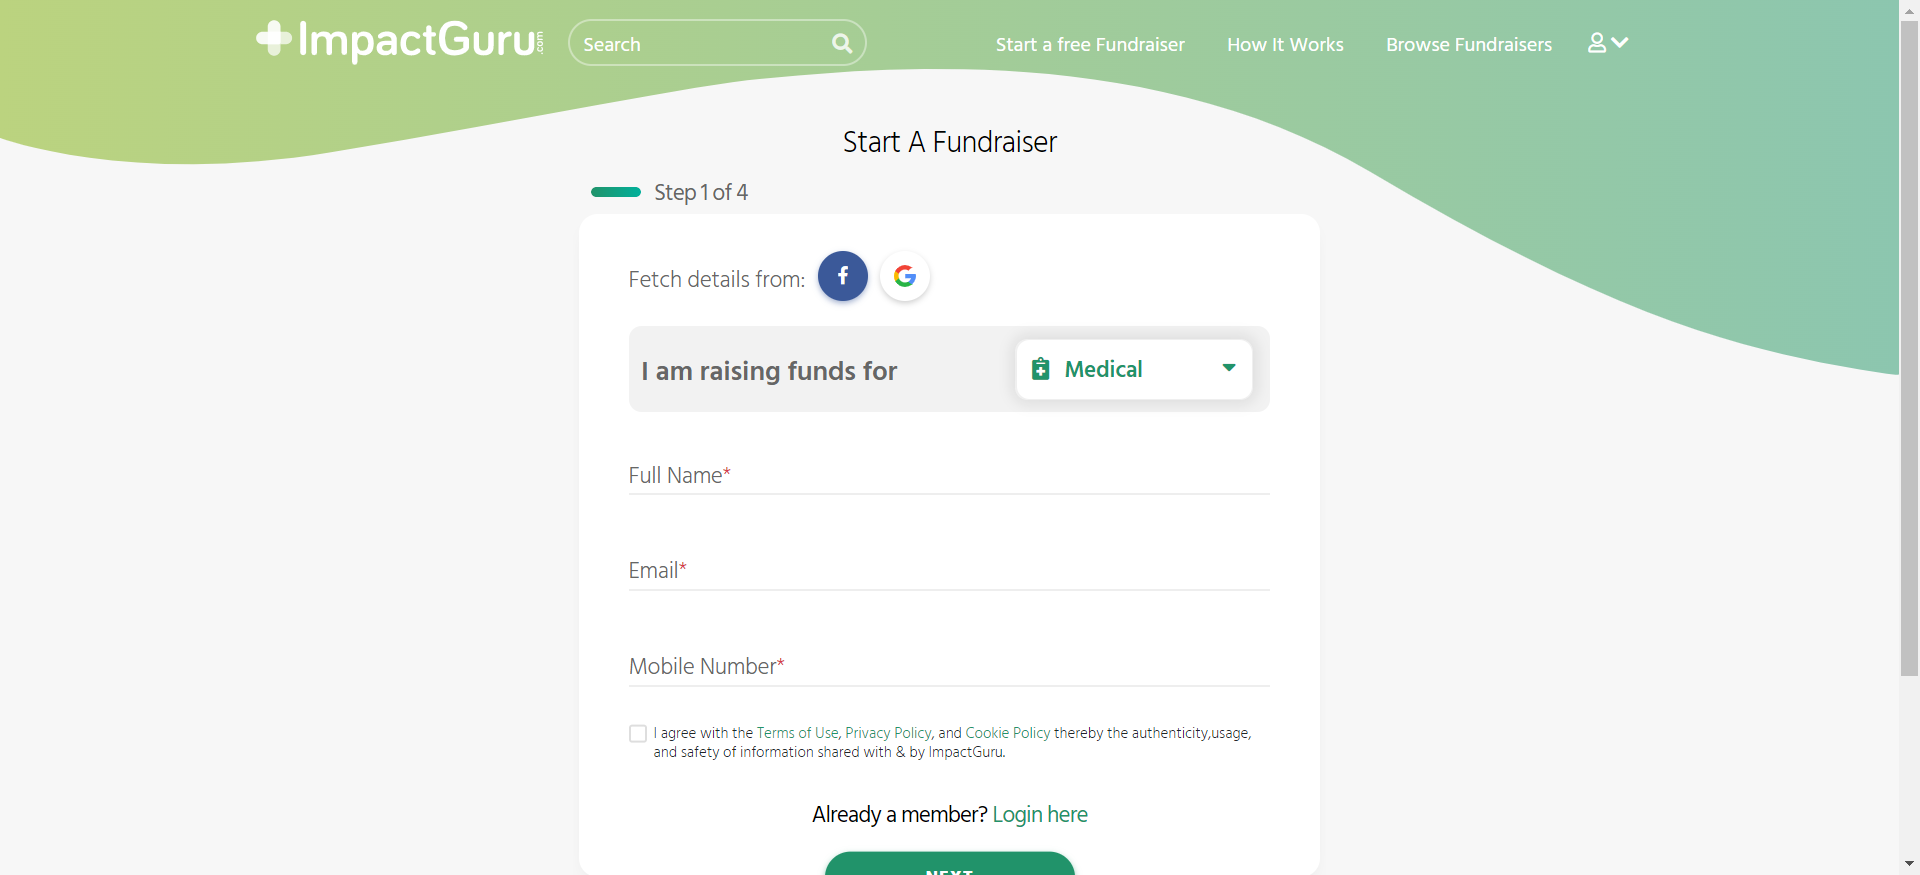 ImpactGuru.com
Search
Start a free Fundraiser
How It Works
Browse Fundraisers
Start A Fundraiser
Step 1 of 4
Fetch details from:
I am raising funds for
Medical
Full Name*
Email*
Mobile Number*
I agree with the Terms of Use, Privacy Policy, and Cookie Policy thereby the authenticity,usage,
and safety of information shared with & by ImpactGuru.
Already a member? Login here
NEXT